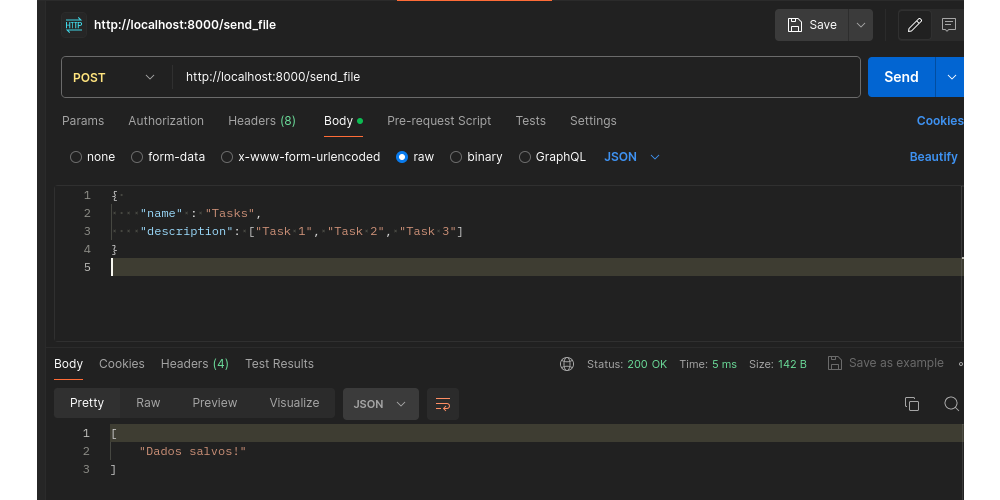 HTTP http://localhost:8000/send_file Save
POST http://localhost:8000/send_file Send
Params Authorization Headers (8) Body Pre-request Script Tests Settings Cookies
none form-data x-www-form-urlencoded raw binary GraphQL JSON Beautify
1 {
2 "name" : "Tasks",
3 "description": ["Task 1", "Task 2", "Task 3"]
4 }
5
Body Cookies Headers (4) Test Results Status: 200 OK Time: 5 ms Size: 142 B Save as example
Pretty Raw Preview Visualize JSON
1 [
2 "Dados salvos!"
3 ]